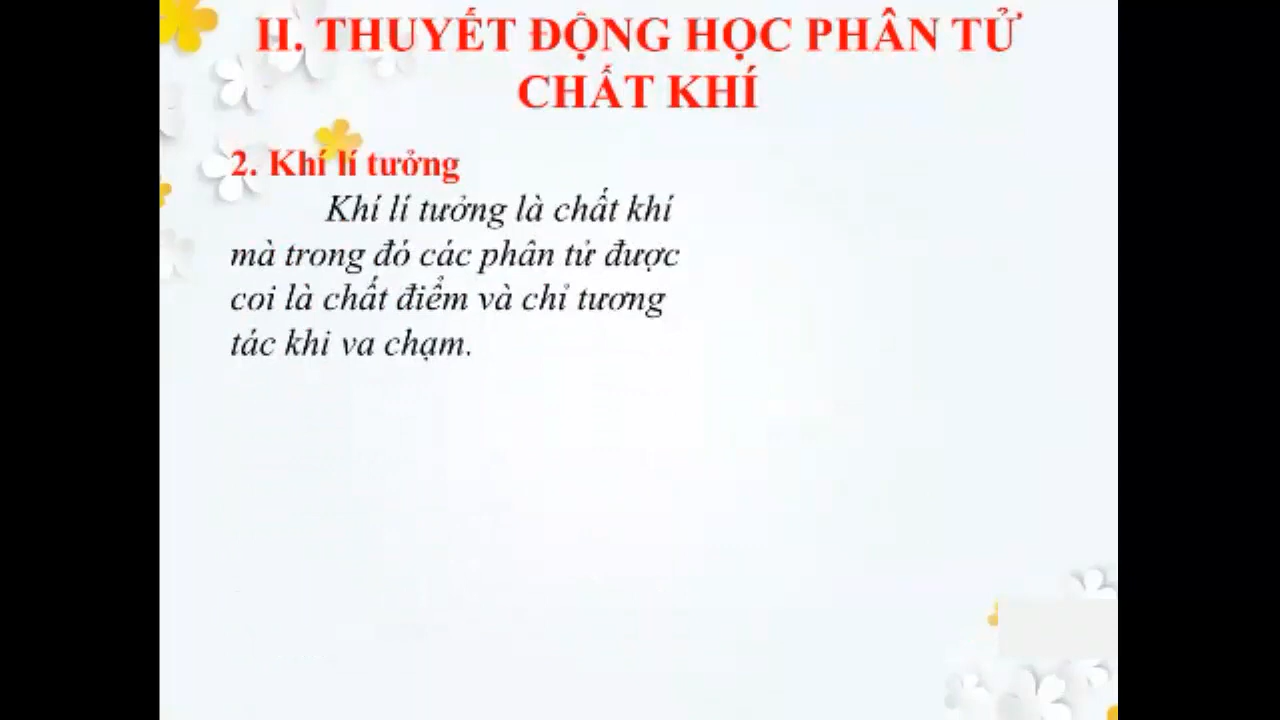 II. THUYẾT ĐỘNG HỌC PHÂN TỬ
CHẤT KHÍ
2. Khí lí tưởng
Khí lí tưởng là chất khí
mà trong đó các phân tử được
coi là chất điểm và chỉ tương
tác khi va chạm.